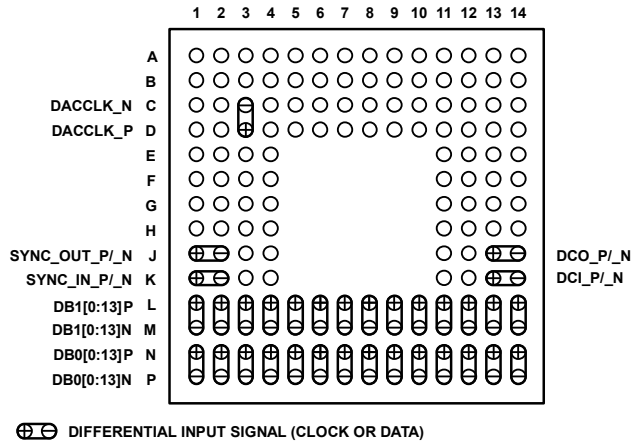 1 2 3 4 5 6 7 8 9 10 11 12 13 14
A
B
DACCLK_N C
DACCLK_P D
E
F
G
H
SYNC_OUT_P/_N J DCO_P/_N
SYNC_IN_P/_N K DCI_P/_N
DB1[0:13]P L
DB1[0:13]N M
DB0[0:13]P N
DB0[0:13]N P
DIFFERENTIAL INPUT SIGNAL (CLOCK OR DATA)